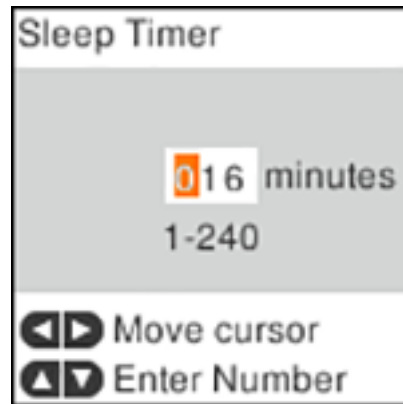 Sleep Timer
016 minutes
1-240
Move cursor
Enter Number